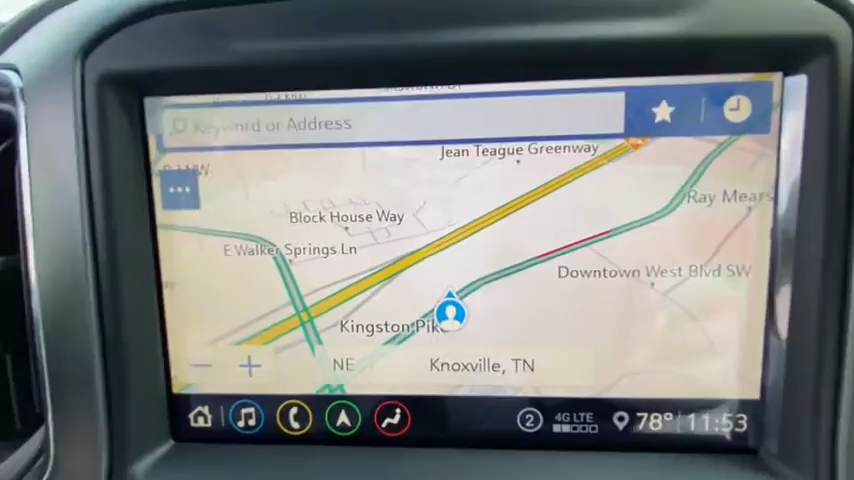 Keyword or Address
Jean Teague Greenway
Ray Mears
Block House Way
E Walker Springs Ln
Downtown West Blvd SW
Kingston Pike
NE
Knoxville, TN
2
4G LTE
78° 11:53